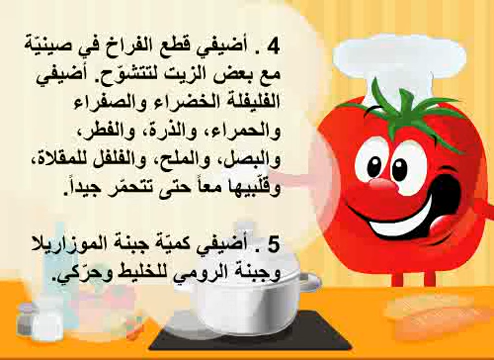 4 . أضيفي قطع الفراخ في صينيّة
مع بعض الزيت لتتشوّح. أضيفي
الفليفلة الخضراء والصفراء
والحمراء، والذرة، والفطر،
والبصل، والملح، والفلفل للمقلاة،
وقلّبيها معاً حتى تتحمّر جيداً.
5 . أضيفي كميّة جبنة الموزاريلا
وجبنة الرومي للخليط وحرّكي.